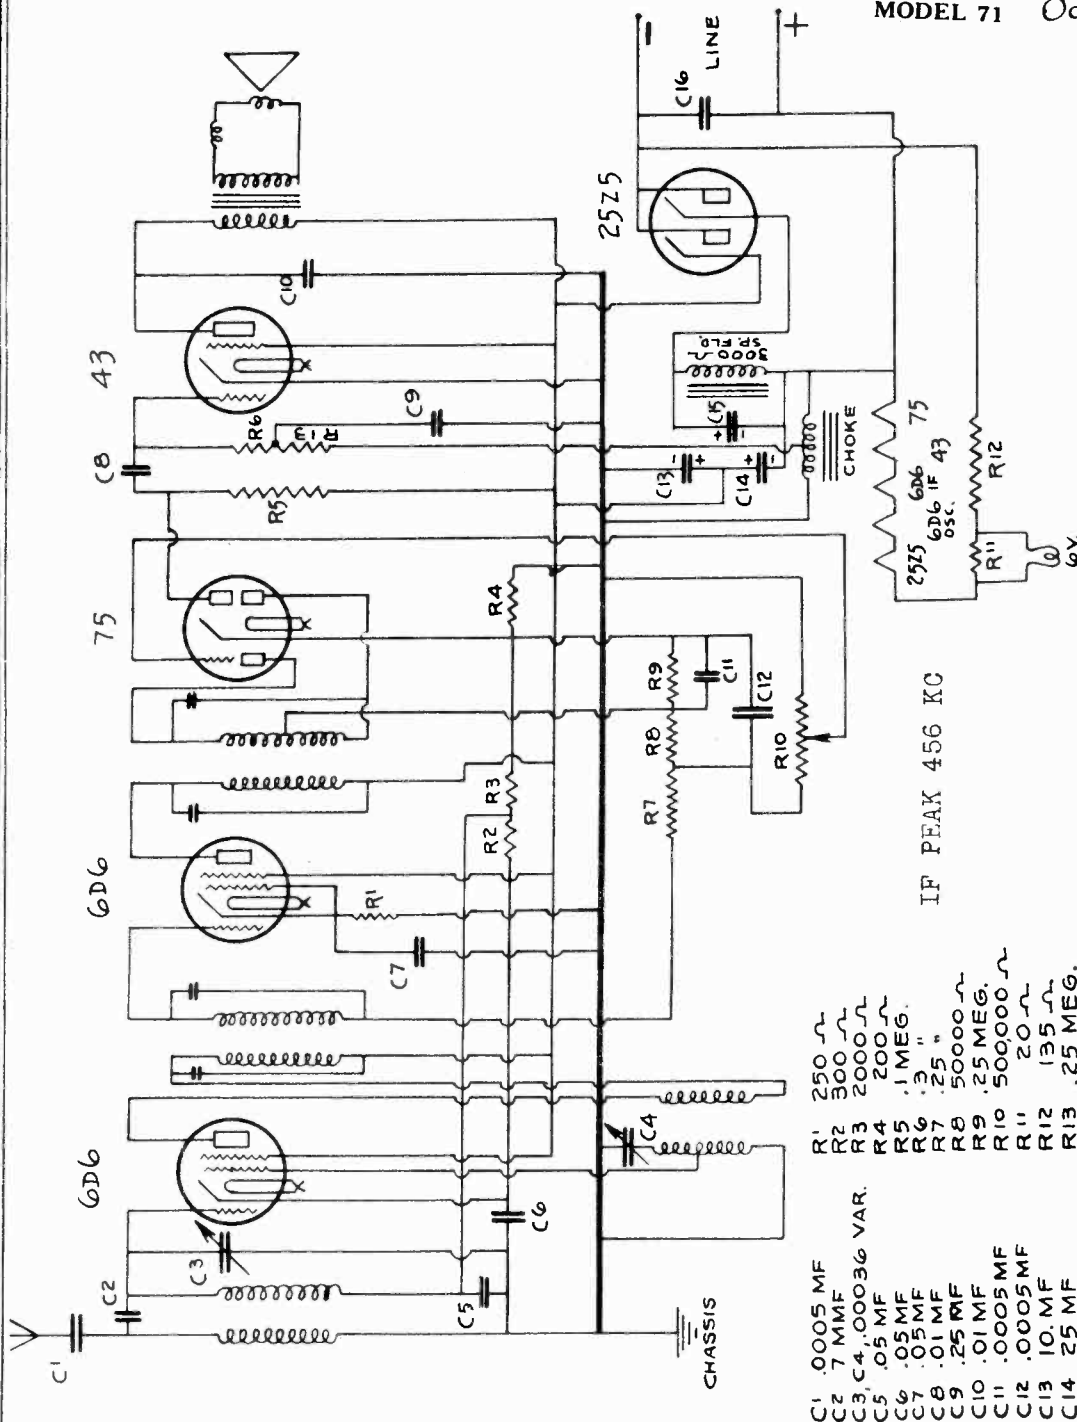 MODEL 71
C1
C2
C3
6D6
C5
C6
C4
6D6
C7
R1
R2
R3
R4
75
R5
C8
R6
C9
43
C10
25Z5
C16
LINE
-
+
3000 Ω
SP. FLD.
C15
C13
C14
CHOKE
25Z5
6D6
OSC.
6D6
IF
43
75
R11
R12
R7
R8
R9
C11
C12
R10
CHASSIS
IF PEAK 456 KC
C1 .0005 MF
C2 7 MMF
C3, C4, .00036 VAR.
C5 .05 MF
C6 .05 MF
C7 .05 MF
C8 .01 MF
C9 .25 MF
C10 .01 MF
C11 .0005 MF
C12 .0005 MF
C13 10. MF
C14 25 MF
R1 250 Ω
R2 300 Ω
R3 2000 Ω
R4 200 Ω
R5 .1 MEG.
R6 .3 "
R7 .25 "
R8 50000 Ω
R9 .25 MEG.
R10 500,000 Ω
R11 20 Ω
R12 135 Ω
R13 .25 MEG.